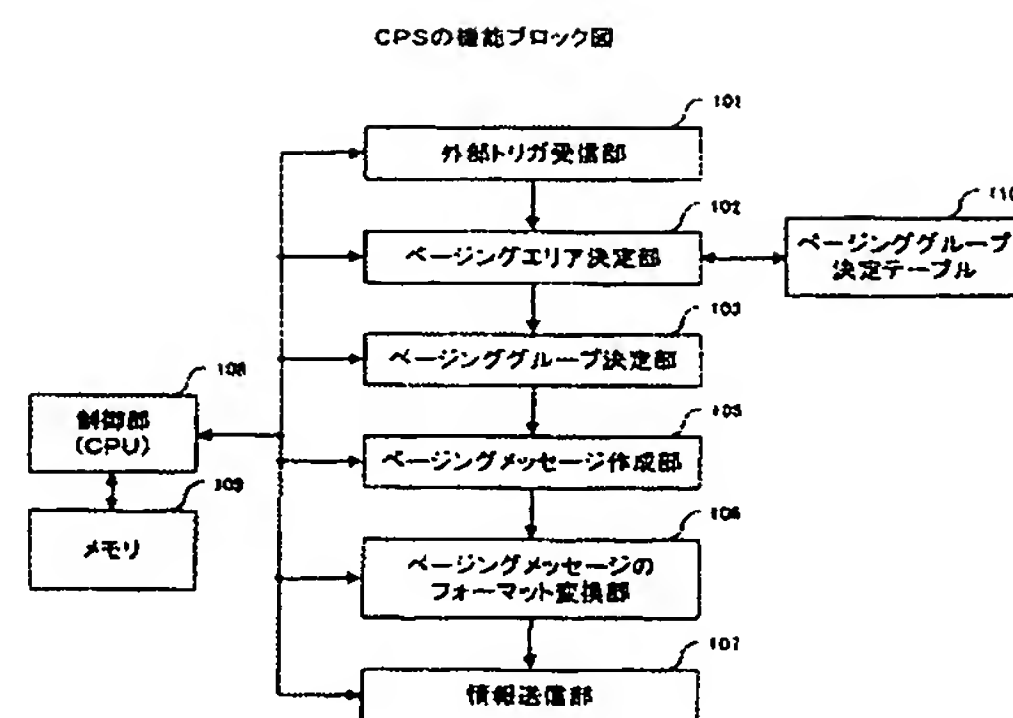 CPSの機能ブロック図
101
外部トリガ受信部
102
ページングエリア決定部
110
ページンググループ
決定テーブル
103
ページンググループ決定部
108
制御部
(CPU)
105
ページングメッセージ作成部
109
メモリ
106
ページングメッセージの
フォーマット変換部
107
情報送信部